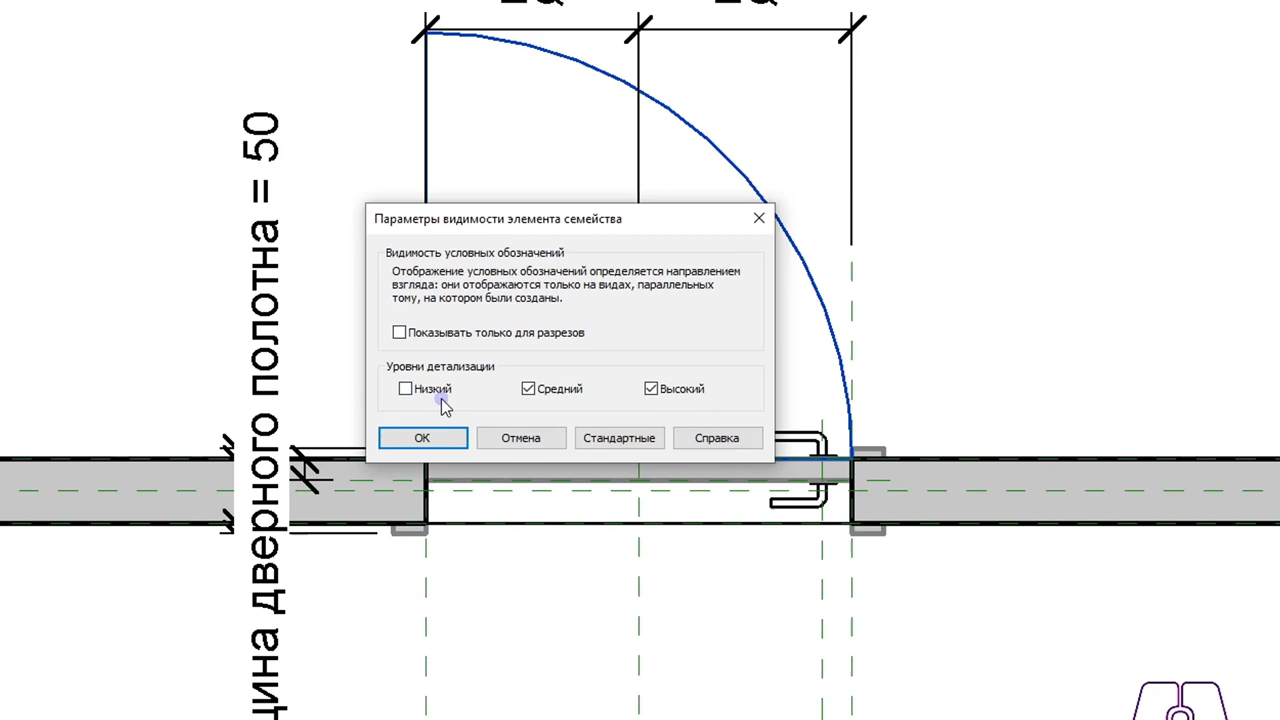 Параметры видимости элемента семейства
Видимость условных обозначений
Отображение условных обозначений определяется направлением
взгляда: они отображаются только на видах, параллельных
тому, на котором были созданы.
Показывать только для разрезов
Уровни детализации
Низкий
Средний
Высокий
ОК
Отмена
Стандартные
Справка
дверного полотна = 50